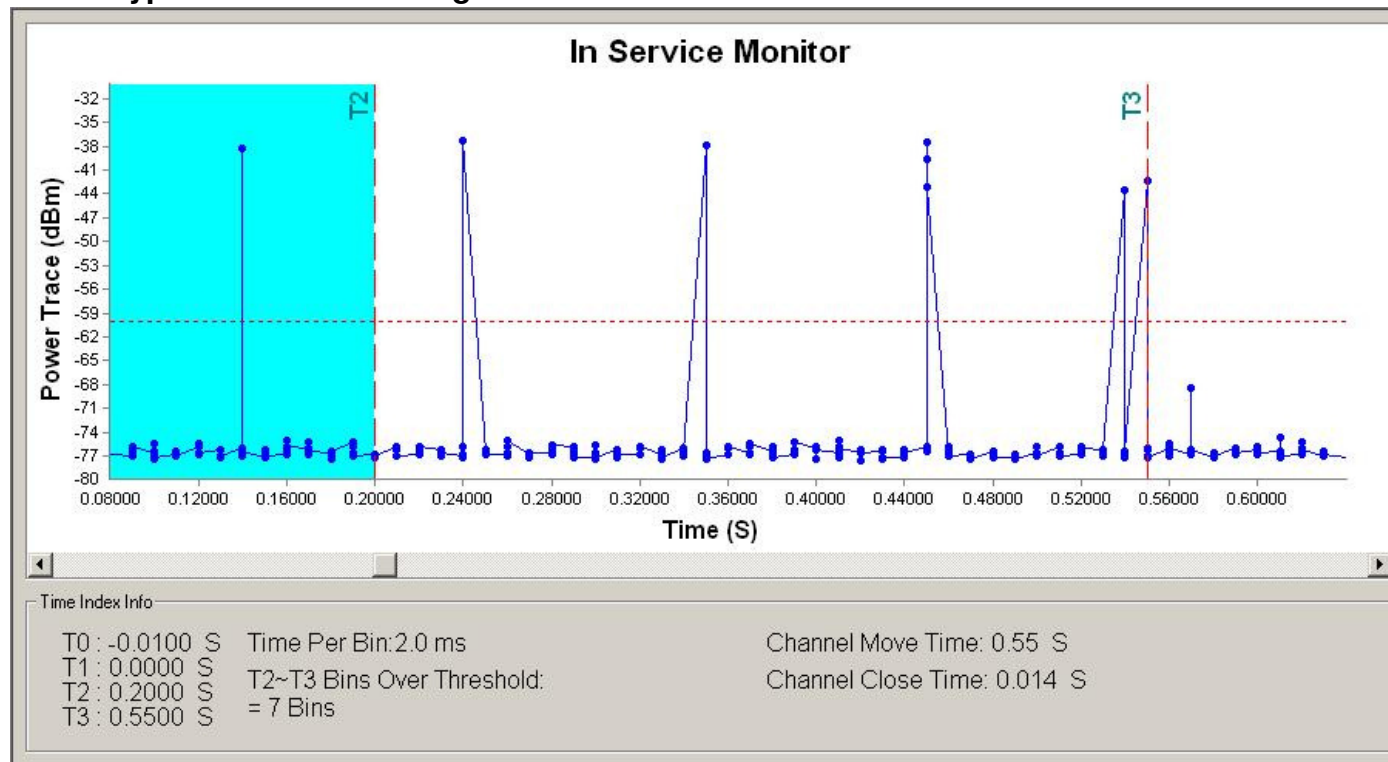 In Service Monitor
T2
T3
-32
-35
-38
-41
-44
-47
-50
-53
-56
-59
-62
-65
-68
-71
-74
-77
-80
Power Trace (dBm)
0.08000 0.12000 0.16000 0.20000 0.24000 0.28000 0.32000 0.36000 0.40000 0.44000 0.48000 0.52000 0.56000 0.60000
Time (S)
Time Index Info
T0 : -0.0100 S
T1 : 0.0000 S
T2 : 0.2000 S
T3 : 0.5500 S
Time Per Bin:2.0 ms
T2~T3 Bins Over Threshold:
= 7 Bins
Channel Move Time: 0.55 S
Channel Close Time: 0.014 S